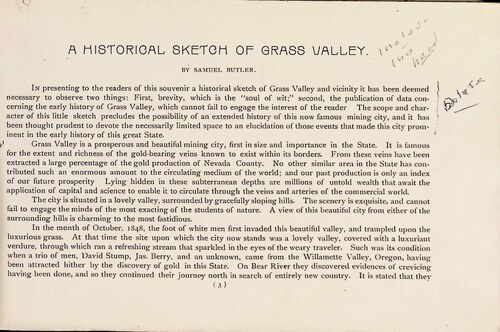 A HISTORICAL SKETCH OF GRASS VALLEY.
BY SAMUEL BUTLER.
IN presenting to the readers of this souvenir a historical sketch of Grass Valley and vicinity it has been deemed
necessary to observe two things: First, brevity, which is the "soul of wit;" second, the publication of data con-
cerning the early history of Grass Valley, which cannot fail to engage the interest of the reader The scope and char-
acter of this little sketch precludes the possibility of an extended history of this now famous mining city, and it has
been thought prudent to devote the necessarily limited space to an elucidation of those events that made this city prom-
inent in the early history of this great State.
Grass Valley is a prosperous and beautiful mining city, first in size and importance in the State. It is famous
for the extent and richness of the gold-bearing veins known to exist within its borders. From these veins have been
extracted a large percentage of the gold production of Nevada County. No other similar area in the State has con-
tributed such an enormous amount to the circulating medium of the world; and our past production is only an index
of our future prosperity Lying hidden in these subterranean depths are millions of untold wealth that await the
application of capital and science to enable it to circulate through the veins and arteries of the commercial world.
The city is situated in a lovely valley, surrounded by gracefully sloping hills. The scenery is exquisite, and cannot
fail to engage the minds of the most exacting of the students of nature. A view of this beautiful city from either of the
surrounding hills is charming to the most fastidious.
In the month of October, 1848, the foot of white men first invaded this beautiful valley, and trampled upon the
luxurious grass. At that time the site upon which the city now stands was a lovely valley, covered with a luxuriant
verdure, through which ran a refreshing stream that sparkled in the eyes of the weary traveler. Such was its condition
when a trio of men, David Stump, Jas. Berry, and an unknown, came from the Willamette Valley, Oregon, having
been attracted hither by the discovery of gold in this State. On Bear River they discovered evidences of crevicing
having been done, and so they continued their journey north in search of entirely new country. It is stated that they
(3)